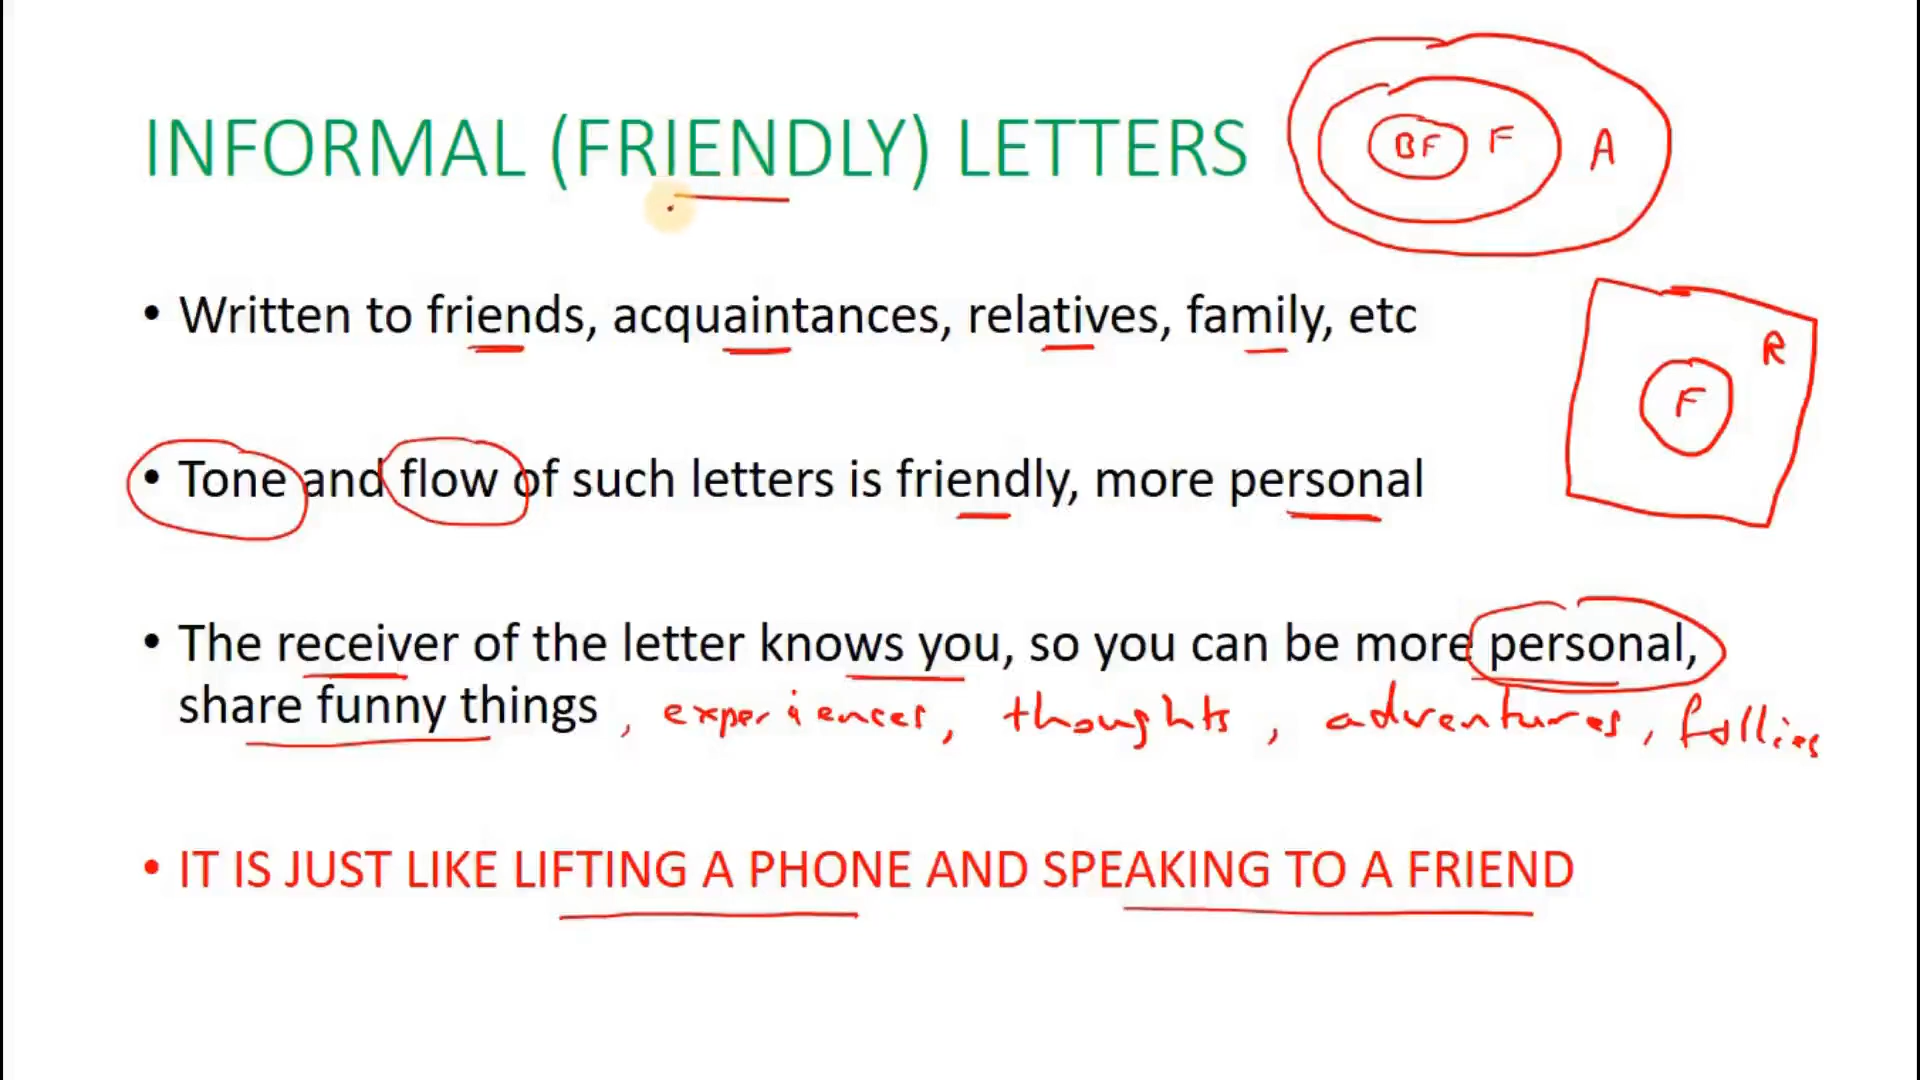 INFORMAL (FRIENDLY) LETTERS
BF F A
• Written to friends, acquaintances, relatives, family, etc
R
F
• Tone and flow of such letters is friendly, more personal
• The receiver of the letter knows you, so you can be more personal,
share funny things , experiences, thoughts, adventures, follies
• IT IS JUST LIKE LIFTING A PHONE AND SPEAKING TO A FRIEND